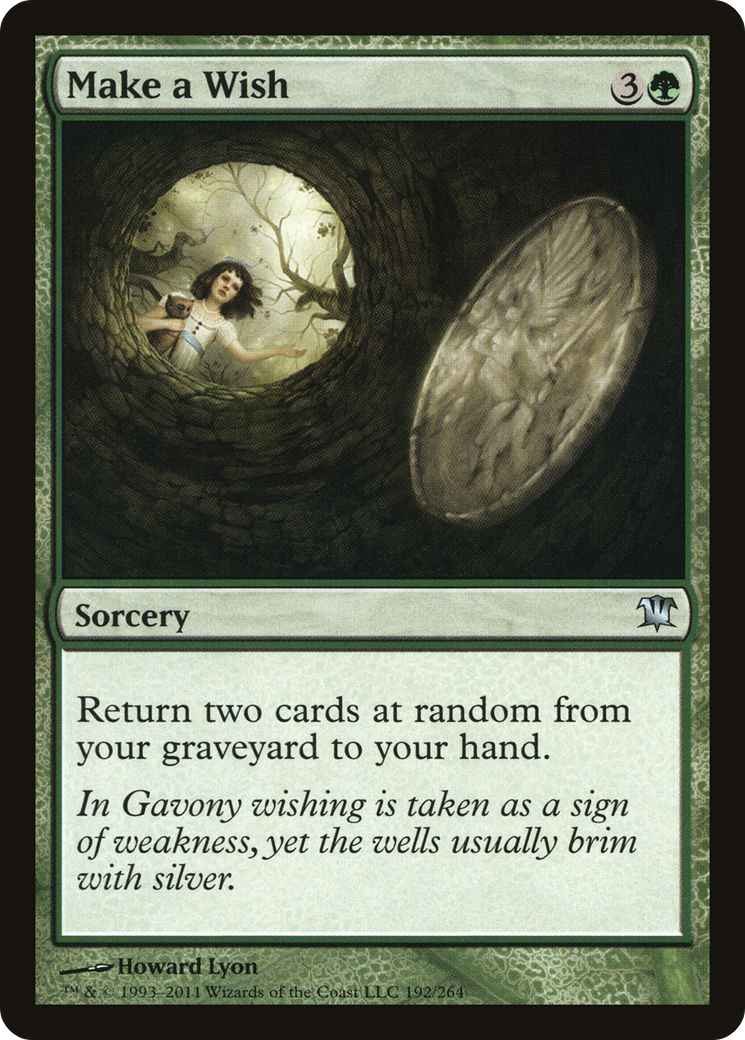 Make a Wish 3
Sorcery
Return two cards at random from
your graveyard to your hand.
In Gavony wishing is taken as a sign
of weakness, yet the wells usually brim
with silver.
Howard Lyon
™ & © 1993–2011 Wizards of the Coast LLC 192/264